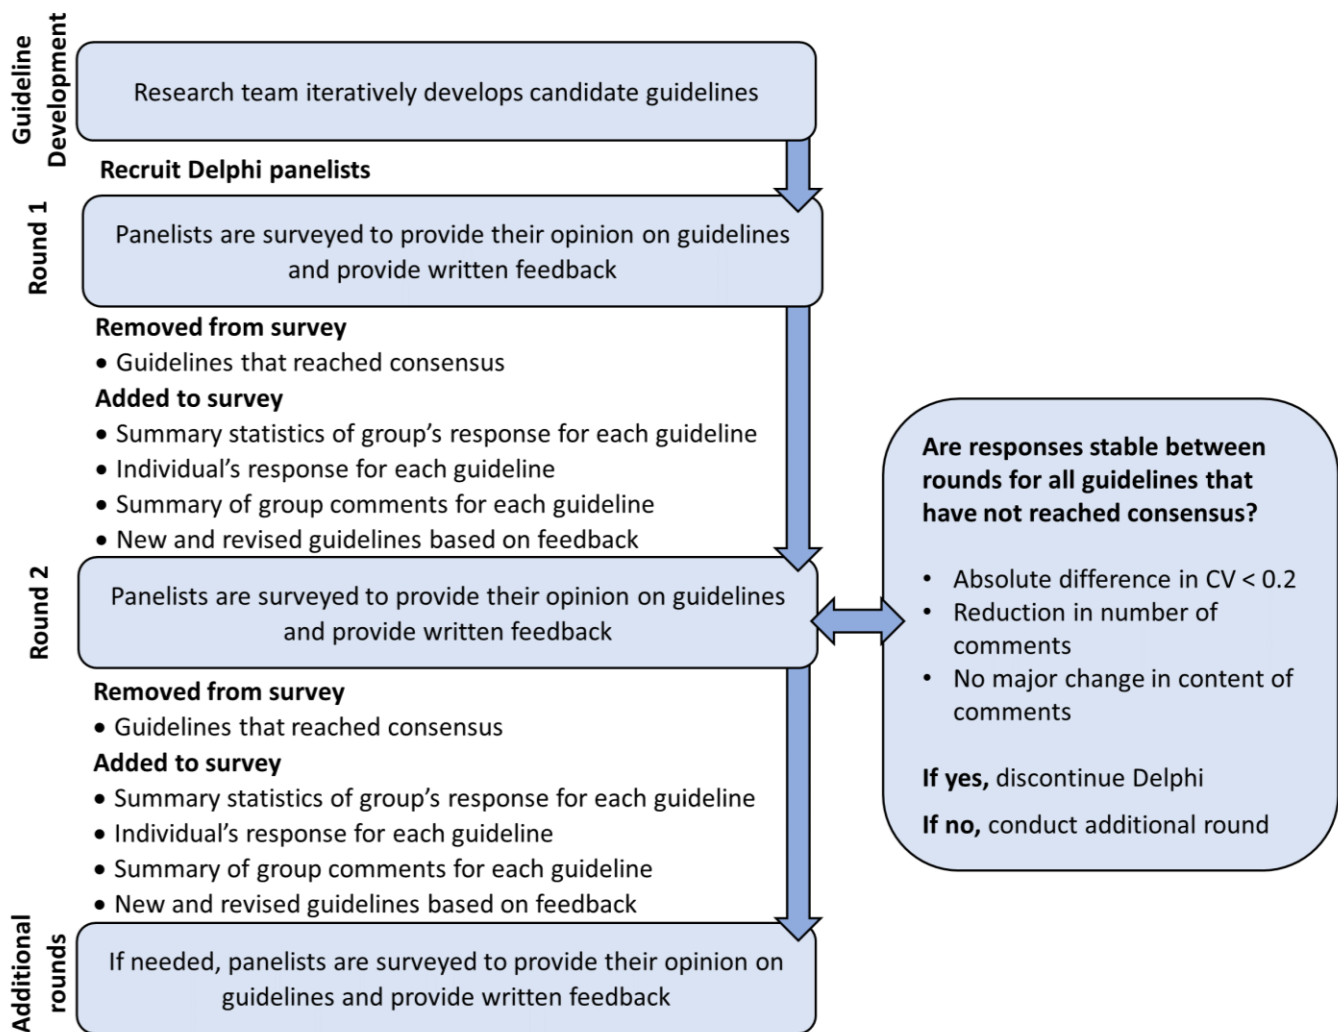 Guideline
Development
Research team iteratively develops candidate guidelines
Recruit Delphi panelists
Round 1
Panelists are surveyed to provide their opinion on guidelines
and provide written feedback
Removed from survey
• Guidelines that reached consensus
Added to survey
• Summary statistics of group’s response for each guideline
• Individual’s response for each guideline
• Summary of group comments for each guideline
• New and revised guidelines based on feedback
Round 2
Panelists are surveyed to provide their opinion on guidelines
and provide written feedback
Are responses stable between
rounds for all guidelines that
have not reached consensus?
• Absolute difference in CV < 0.2
• Reduction in number of
comments
• No major change in content of
comments
If yes, discontinue Delphi
If no, conduct additional round
Removed from survey
• Guidelines that reached consensus
Added to survey
• Summary statistics of group’s response for each guideline
• Individual’s response for each guideline
• Summary of group comments for each guideline
• New and revised guidelines based on feedback
Additional
rounds
If needed, panelists are surveyed to provide their opinion on
guidelines and provide written feedback